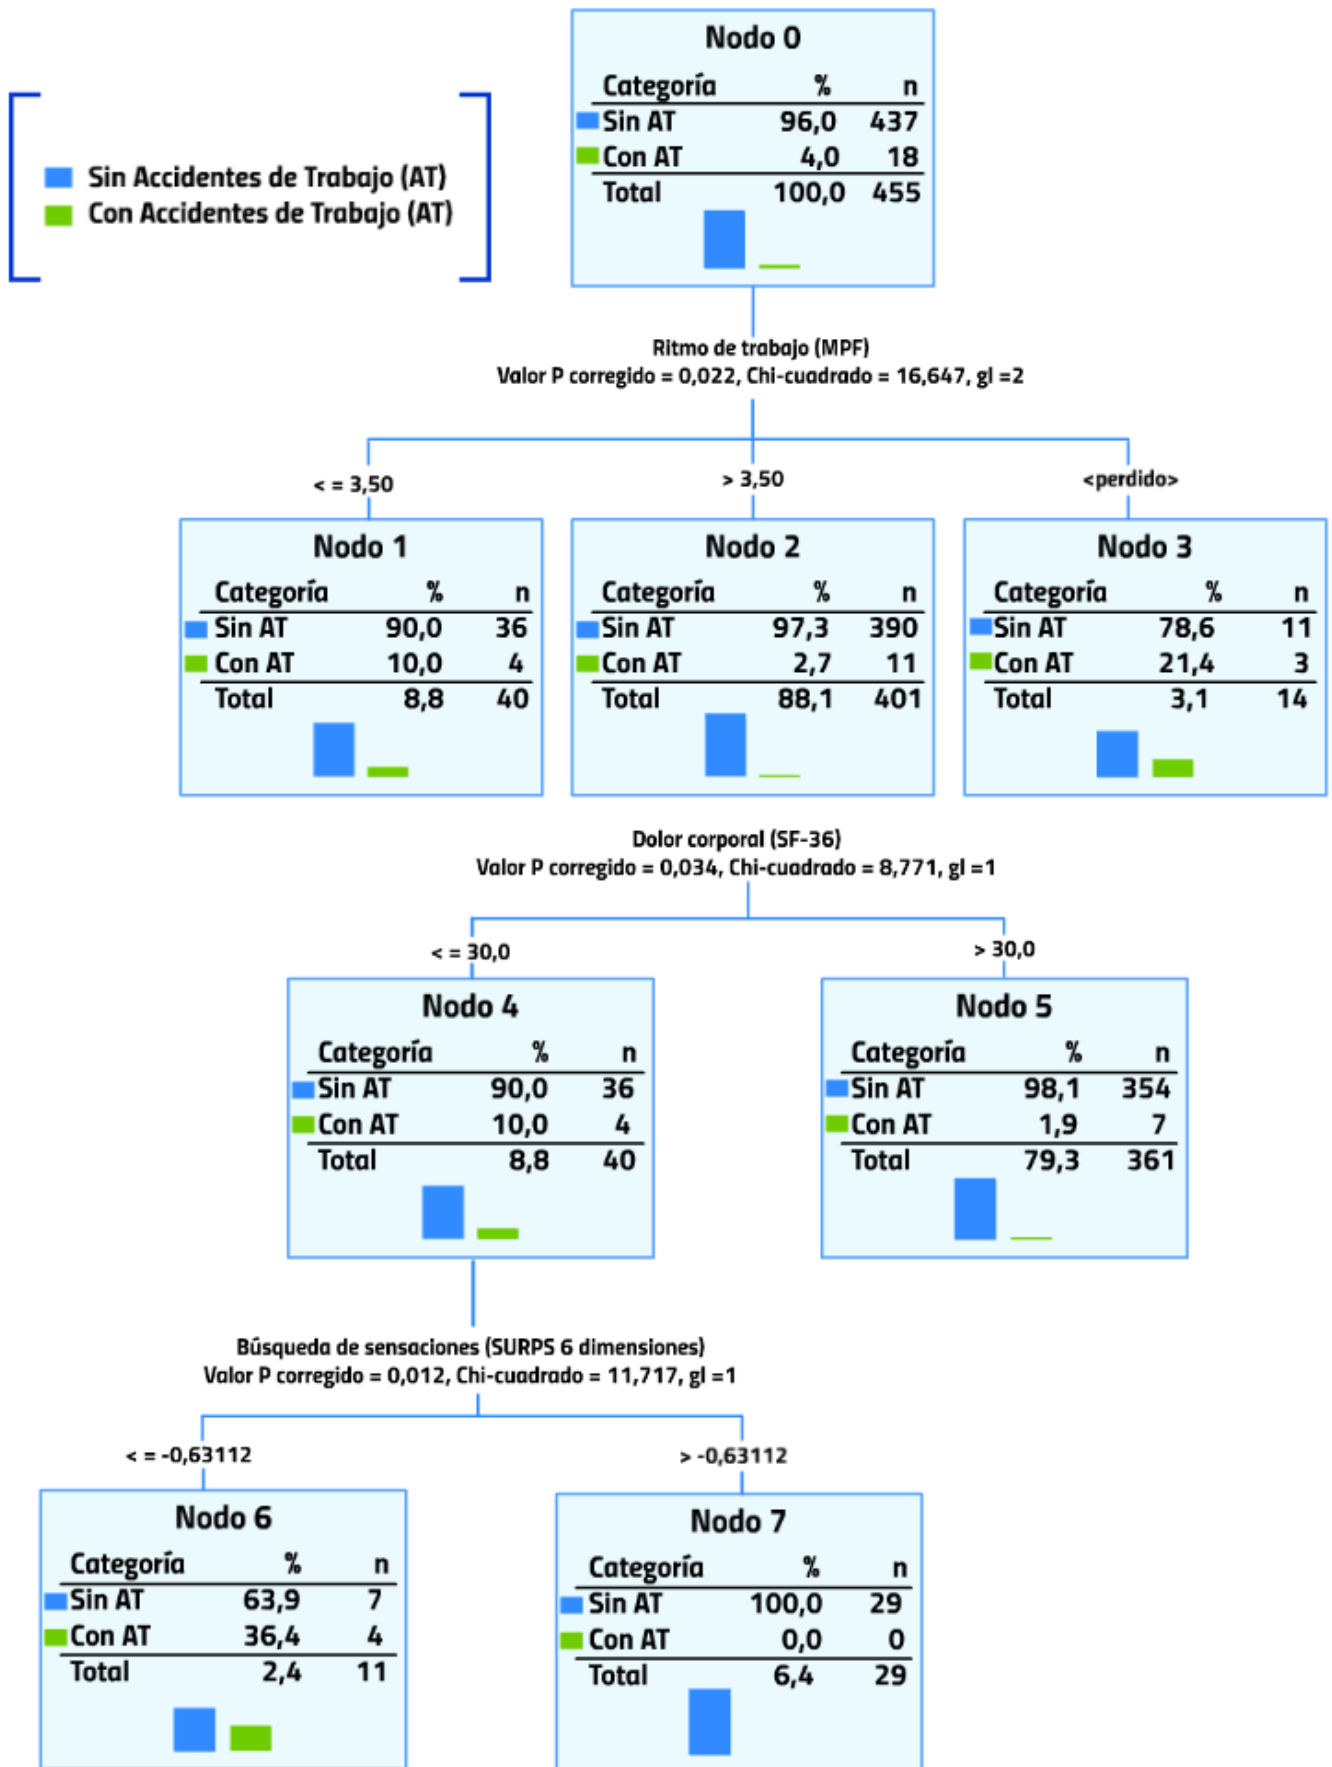 Sin Accidentes de Trabajo (AT)
Con Accidentes de Trabajo (AT)
Nodo 0
Categoría % n
Sin AT 96,0 437
Con AT 4,0 18
Total 100,0 455
Ritmo de trabajo (MPF)
Valor P corregido = 0,022, Chi-cuadrado = 16,647, gl =2
< = 3,50
> 3,50
<perdido>
Nodo 1
Categoría % n
Sin AT 90,0 36
Con AT 10,0 4
Total 8,8 40
Nodo 2
Categoría % n
Sin AT 97,3 390
Con AT 2,7 11
Total 88,1 401
Nodo 3
Categoría % n
Sin AT 78,6 11
Con AT 21,4 3
Total 3,1 14
Dolor corporal (SF-36)
Valor P corregido = 0,034, Chi-cuadrado = 8,771, gl =1
< = 30,0
> 30,0
Nodo 4
Categoría % n
Sin AT 90,0 36
Con AT 10,0 4
Total 8,8 40
Nodo 5
Categoría % n
Sin AT 98,1 354
Con AT 1,9 7
Total 79,3 361
Búsqueda de sensaciones (SURPS 6 dimensiones)
Valor P corregido = 0,012, Chi-cuadrado = 11,717, gl =1
< = -0,63112
> -0,63112
Nodo 6
Categoría % n
Sin AT 63,9 7
Con AT 36,4 4
Total 2,4 11
Nodo 7
Categoría % n
Sin AT 100,0 29
Con AT 0,0 0
Total 6,4 29